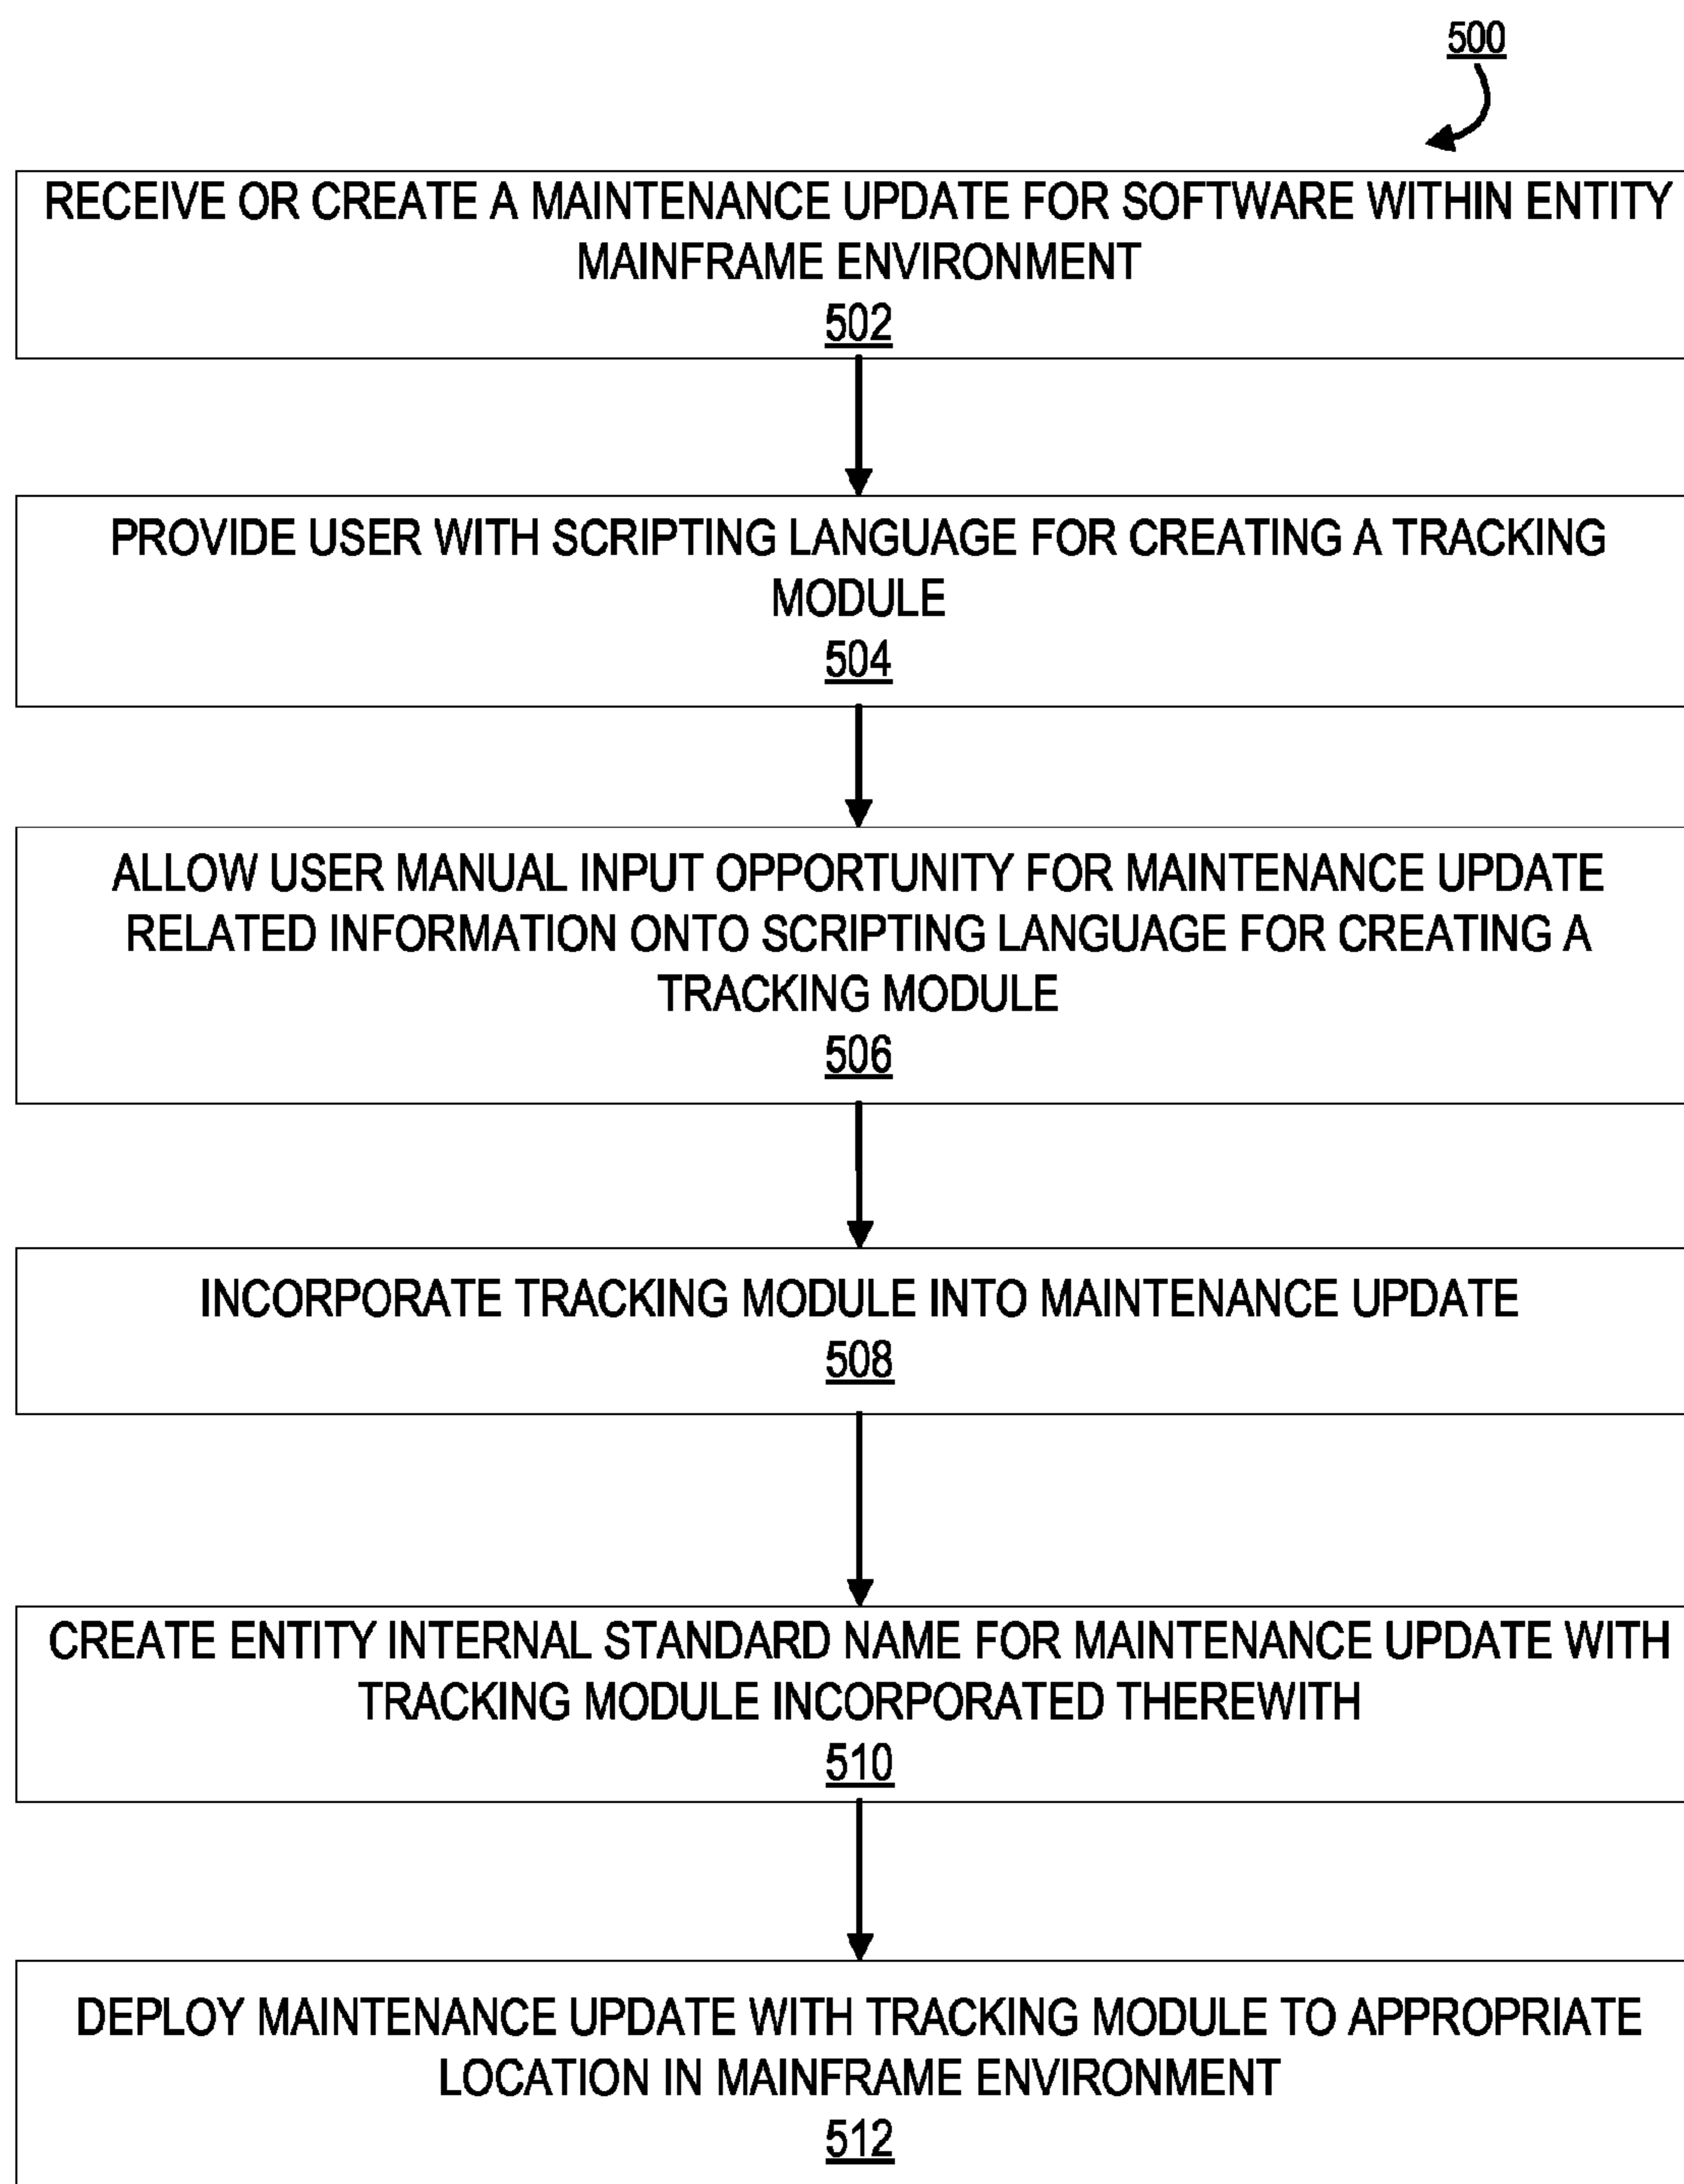 500
RECEIVE OR CREATE A MAINTENANCE UPDATE FOR SOFTWARE WITHIN ENTITY
MAINFRAME ENVIRONMENT
502
PROVIDE USER WITH SCRIPTING LANGUAGE FOR CREATING A TRACKING
MODULE
504
ALLOW USER MANUAL INPUT OPPORTUNITY FOR MAINTENANCE UPDATE
RELATED INFORMATION ONTO SCRIPTING LANGUAGE FOR CREATING A
TRACKING MODULE
506
INCORPORATE TRACKING MODULE INTO MAINTENANCE UPDATE
508
CREATE ENTITY INTERNAL STANDARD NAME FOR MAINTENANCE UPDATE WITH
TRACKING MODULE INCORPORATED THEREWITH
510
DEPLOY MAINTENANCE UPDATE WITH TRACKING MODULE TO APPROPRIATE
LOCATION IN MAINFRAME ENVIRONMENT
512